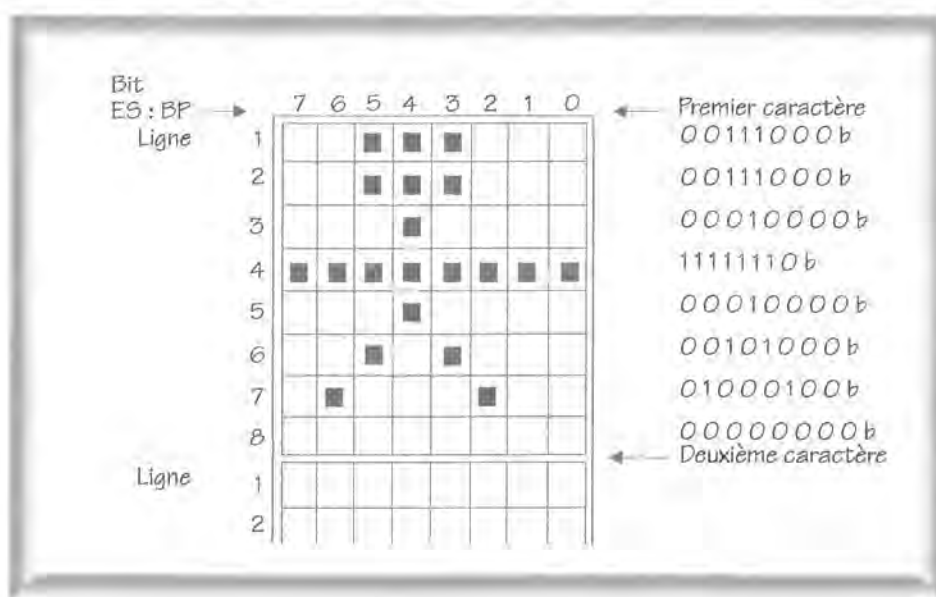 Bit
ES : BP 7 6 5 4 3 2 1 0 Premier caractère
Ligne 1 00111000b
2 00111000b
3 00010000b
4 11111110b
5 00010000b
6 00101000b
7 01000100b
8 00000000b
Deuxième caractère
Ligne 1
2